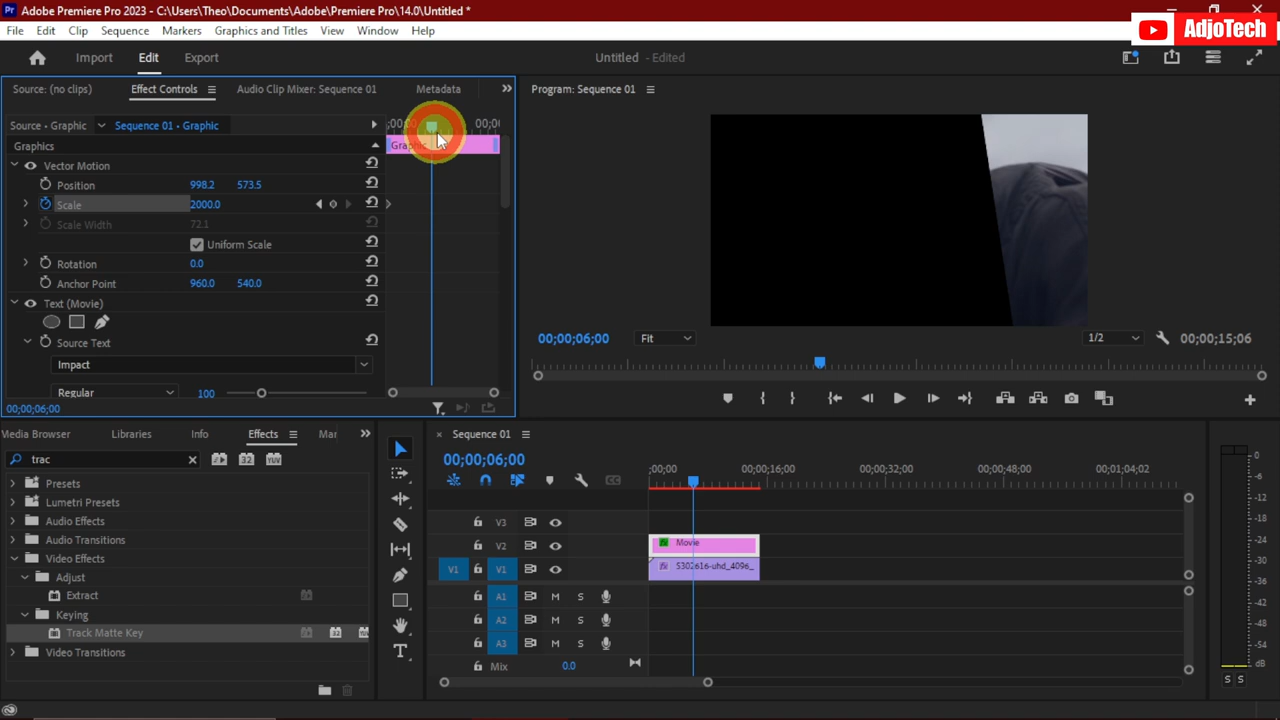 Adobe Premiere Pro 2023 - C:\Users\Theo\Documents\Adobe\Premiere Pro\14.0\Untitled *
AdjoTech
File Edit Clip Sequence Markers Graphics and Titles View Window Help
Import Edit Export Untitled - Edited
Source: (no clips) Effect Controls Audio Clip Mixer: Sequence 01 Metadata
Program: Sequence 01
Source • Graphic Sequence 01 • Graphic
;00;00 00;00
Graphics
Graphic
Vector Motion
Position 998.2 573.5
Scale 2000.0
Scale Width 72.1
Uniform Scale
Rotation 0.0
Anchor Point 960.0 540.0
Text (Movie)
Source Text
Impact
Regular 100
00;00;06;00
00;00;06;00 Fit 1/2 00;00;15;06
Media Browser Libraries Info Effects Mar
trac
Presets
Lumetri Presets
Audio Effects
Audio Transitions
Video Effects
Adjust
Extract
Keying
Track Matte Key
Video Transitions
Sequence 01
00;00;06;00
;00;00 00;00;16;00 00;00;32;00 00;00;48;00 00;01;04;02
V3
V2 Movie
V1 V1 5302616-uhd_4096_
A1 M S
A2 M S
A3 M S
Mix 0.0
0
-6
-12
-18
-24
-30
-36
-42
-48
-54
dB
S S